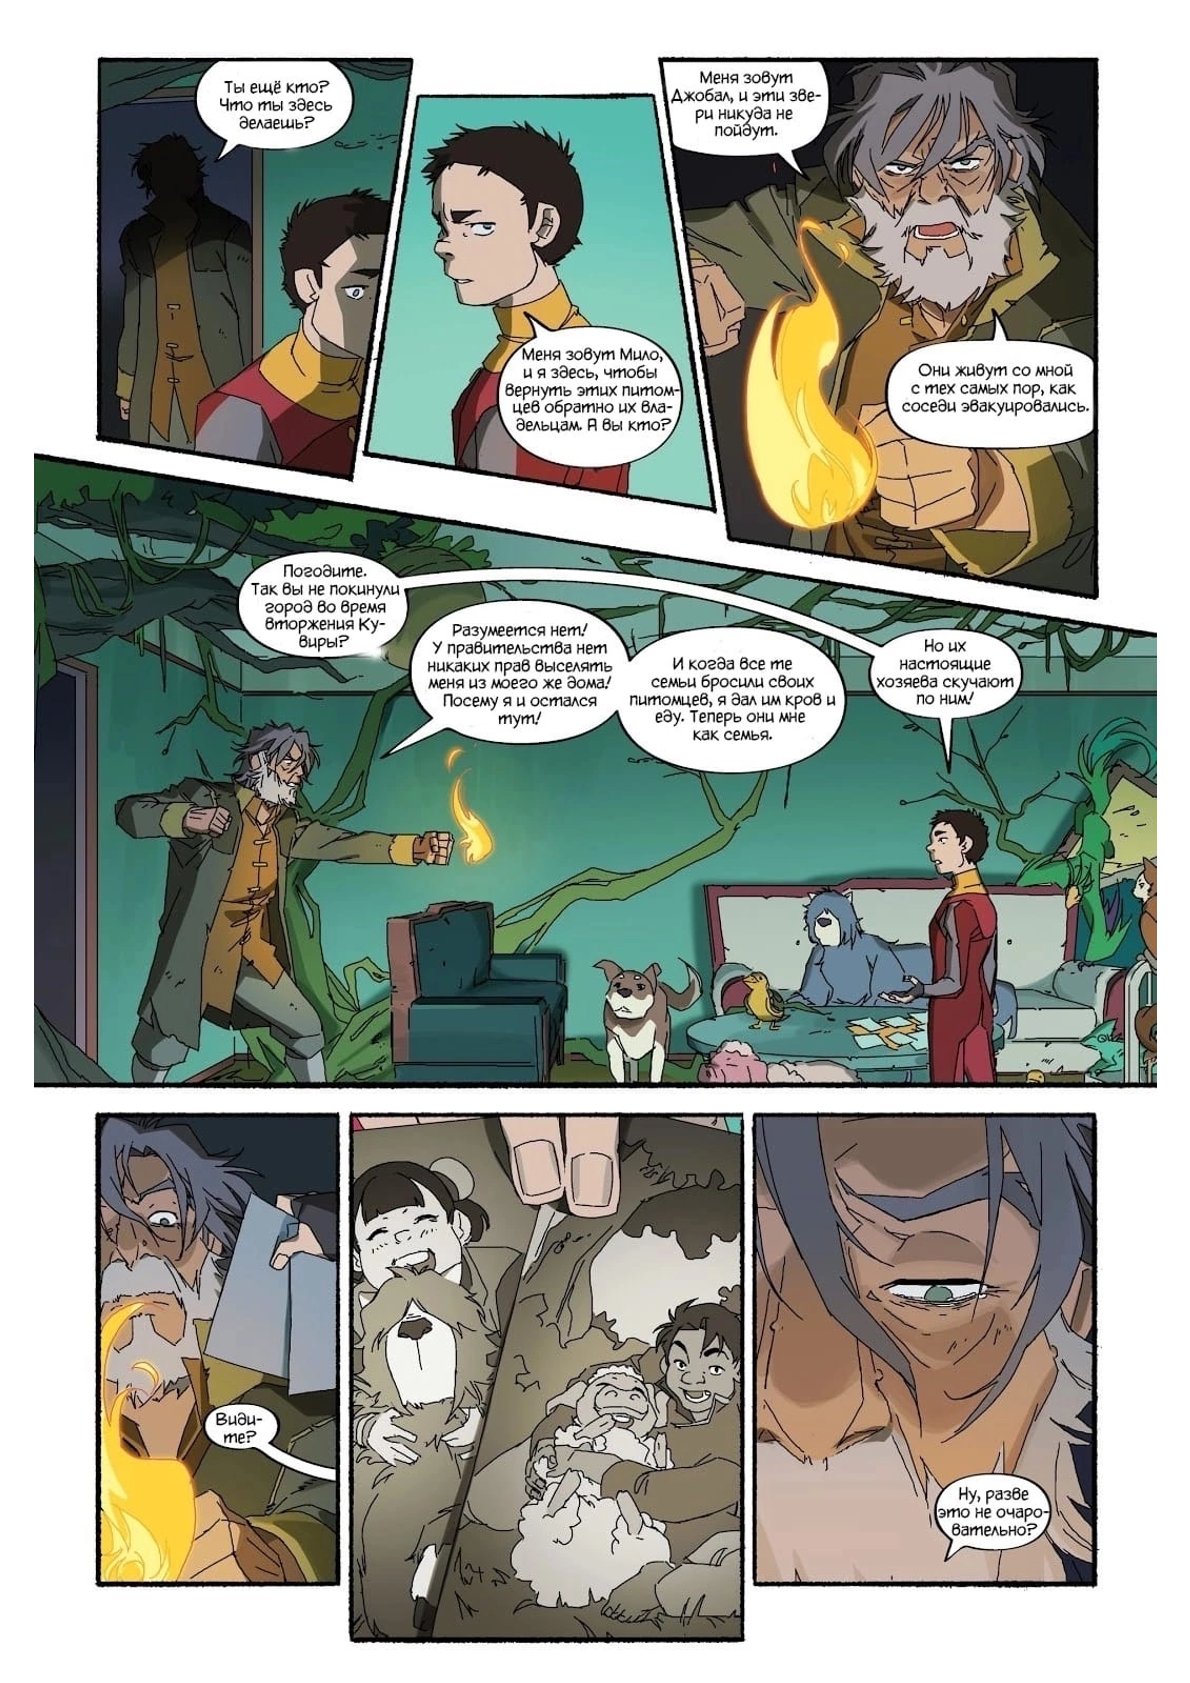 Ты ещё кто?
Что ты здесь
делаешь?
Меня зовут Мило,
и я здесь, чтобы
вернуть этих питом-
цев обратно их вла-
дельцам. А вы кто?
Меня зовут
Джобал, и эти зве-
ри никуда не
пойдут.
Они живут со мной
с тех самых пор, как
соседи эвакуировались.
Погодите.
Так вы не покинули
город во время
вторжения Ку-
виры?
Разумеется нет!
У правительства нет
никаких прав выселять
меня из моего же дома!
Посему я и остался
тут!
И когда все те
семьи бросили своих
питомцев, я дал им кров и
еду. Теперь они мне
как семья.
Но их
настоящие
хозяева скучают
по ним!
Види-
те?
Ну, разве
это не очаро-
вательно?